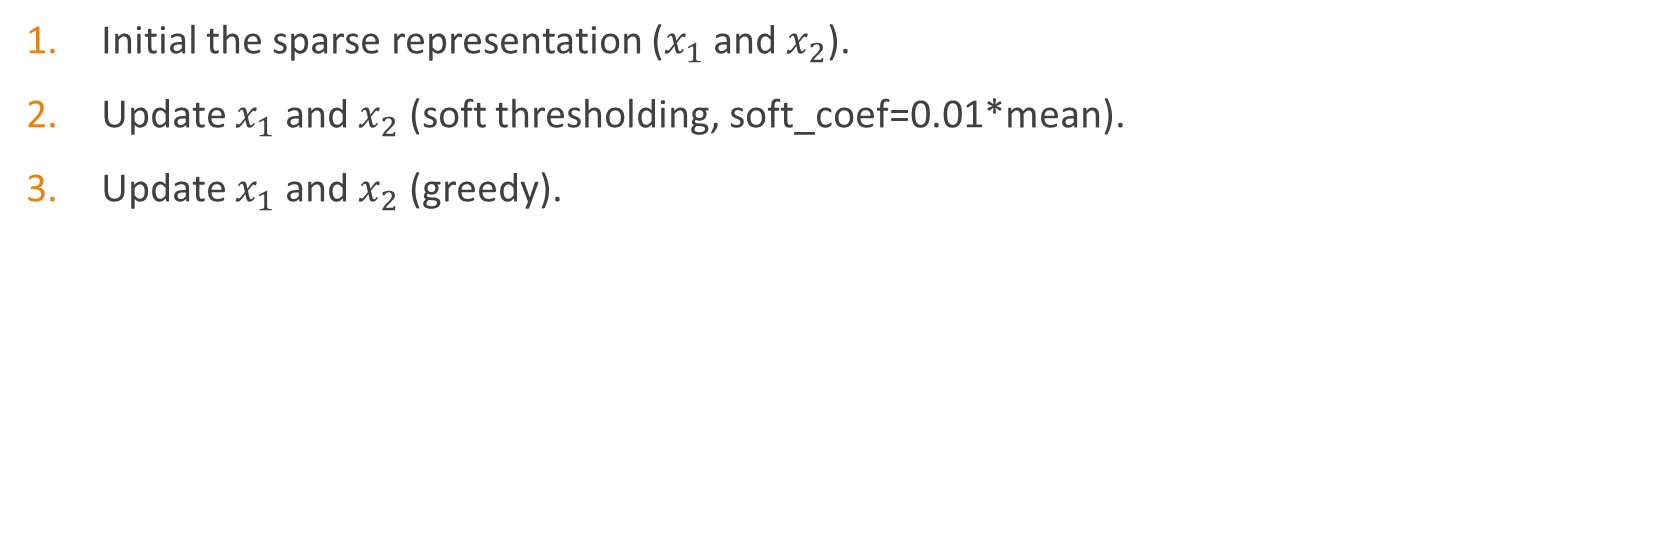 1. Initial the sparse representation (𝑥₁ and 𝑥₂).
2. Update 𝑥₁ and 𝑥₂ (soft thresholding, soft_coef=0.01*mean).
3. Update 𝑥₁ and 𝑥₂ (greedy).